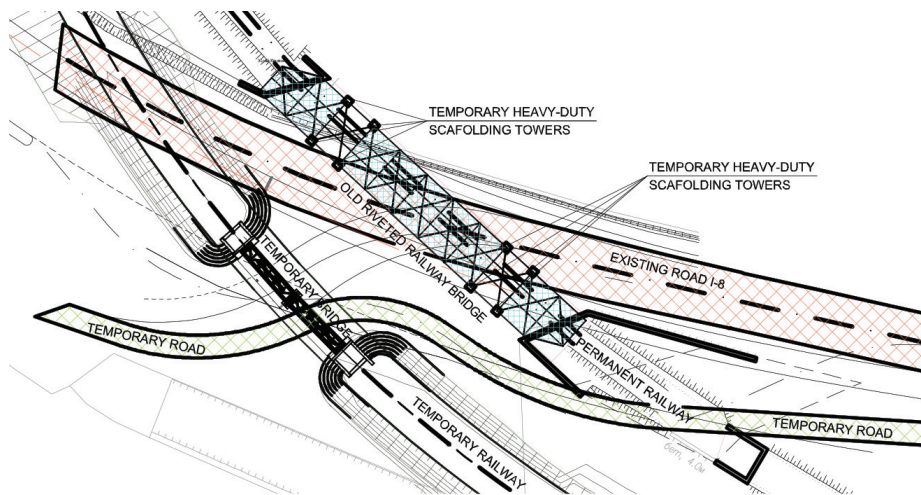 TEMPORARY HEAVY-DUTY
SCAFOLDING TOWERS
TEMPORARY HEAVY-DUTY
SCAFOLDING TOWERS
OLD RIVETED RAILWAY BRIDGE
EXISTING ROAD I-8
TEMPORARY BRIDGE
TEMPORARY ROAD
PERMANENT RAILWAY
TEMPORARY RAILWAY
TEMPORARY ROAD